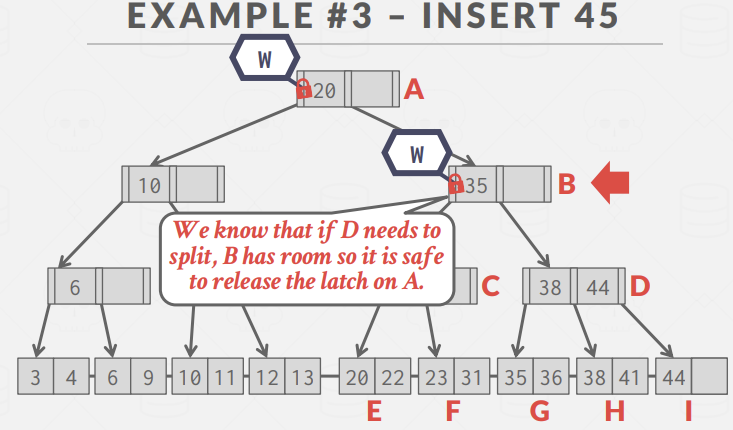 EXAMPLE #3 – INSERT 45
W
20 A
W
10 35 B
We know that if D needs to
split, B has room so it is safe
to release the latch on A.
6 C 38 44 D
3 4 6 9 10 11 12 13 20 22 23 31 35 36 38 41 44
E F G H I